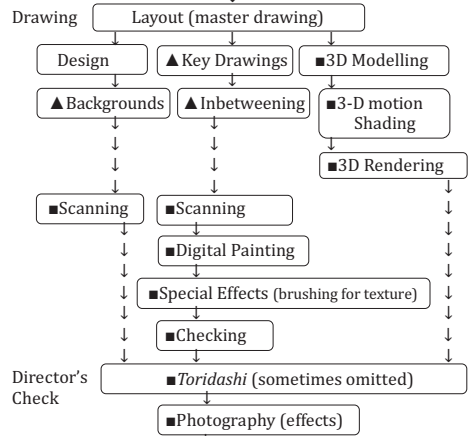 Drawing
Layout (master drawing)
Design
▲Key Drawings
■3D Modelling
▲Backgrounds
▲Inbetweening
■3-D motion
Shading
■3D Rendering
■Scanning
■Scanning
■Digital Painting
■Special Effects (brushing for texture)
■Checking
Director's
Check
■Toridashi (sometimes omitted)
■Photography (effects)